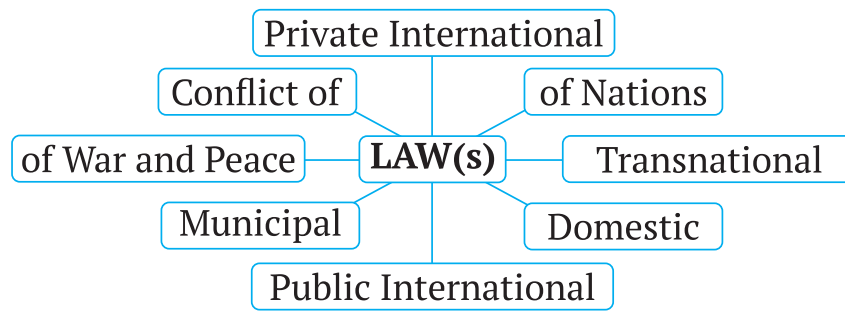 Private International
Conflict of
of Nations
of War and Peace
LAW(s)
Transnational
Municipal
Domestic
Public International